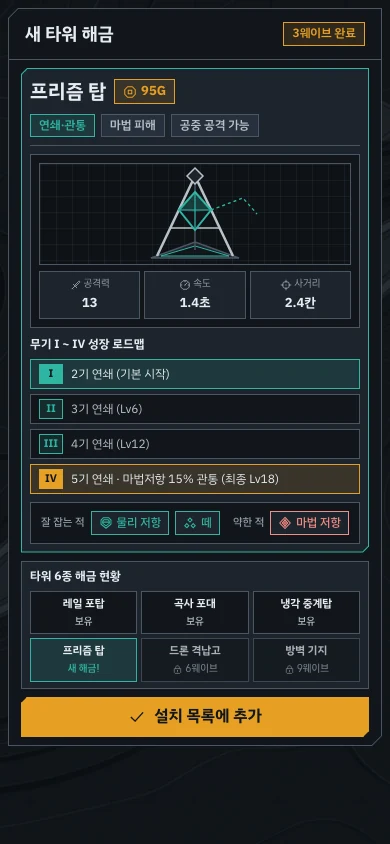 새 타워 해금
3웨이브 완료
프리즘 탑
95G
연쇄·관통
마법 피해
공중 공격 가능
공격력
속도
사거리
13
1.4초
2.4칸
무기 I ~ IV 성장 로드맵
I 2기 연쇄 (기본 시작)
II 3기 연쇄 (Lv6)
III 4기 연쇄 (Lv12)
IV 5기 연쇄 · 마법저항 15% 관통 (최종 Lv18)
잘 잡는 적 물리 저항 떼 약한 적 마법 저항
타워 6종 해금 현황
레일 포탑 곡사 포대 냉각 중계탑
보유 보유 보유
프리즘 탑 드론 격납고 방벽 기지
새 해금! 6웨이브 9웨이브
설치 목록에 추가